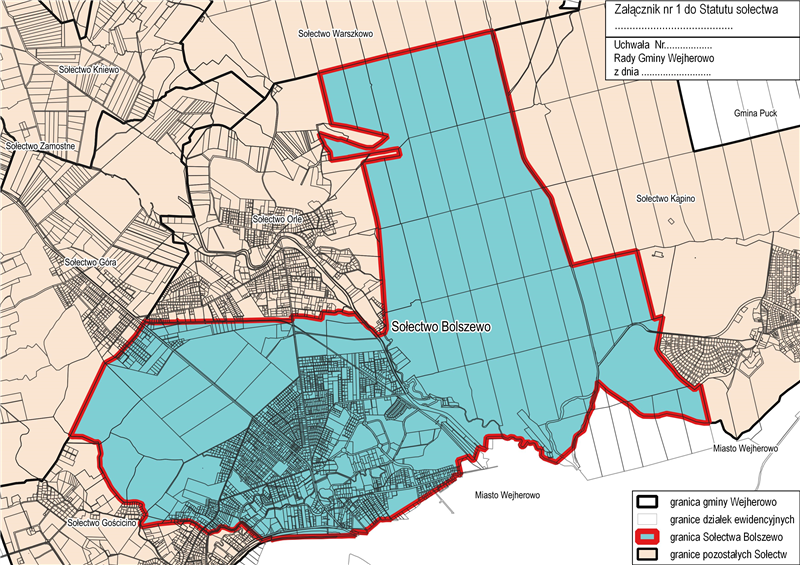 Załącznik nr 1 do Statutu sołectwa
.......................................
Uchwała Nr................
Rady Gminy Wejherowo
z dnia ........................
Sołectwo Warszkowo
Sołectwo Kniewo
Gmina Puck
Sołectwo Zamostne
Sołectwo Kąpino
Sołectwo Orle
Sołectwo Góra
Sołectwo Bolszewo
Miasto Wejherowo
Miasto Wejherowo
Sołectwo Gościcino
granica gminy Wejherowo
granice działek ewidencyjnych
granica Sołectwa Bolszewo
granice pozostałych Sołectw